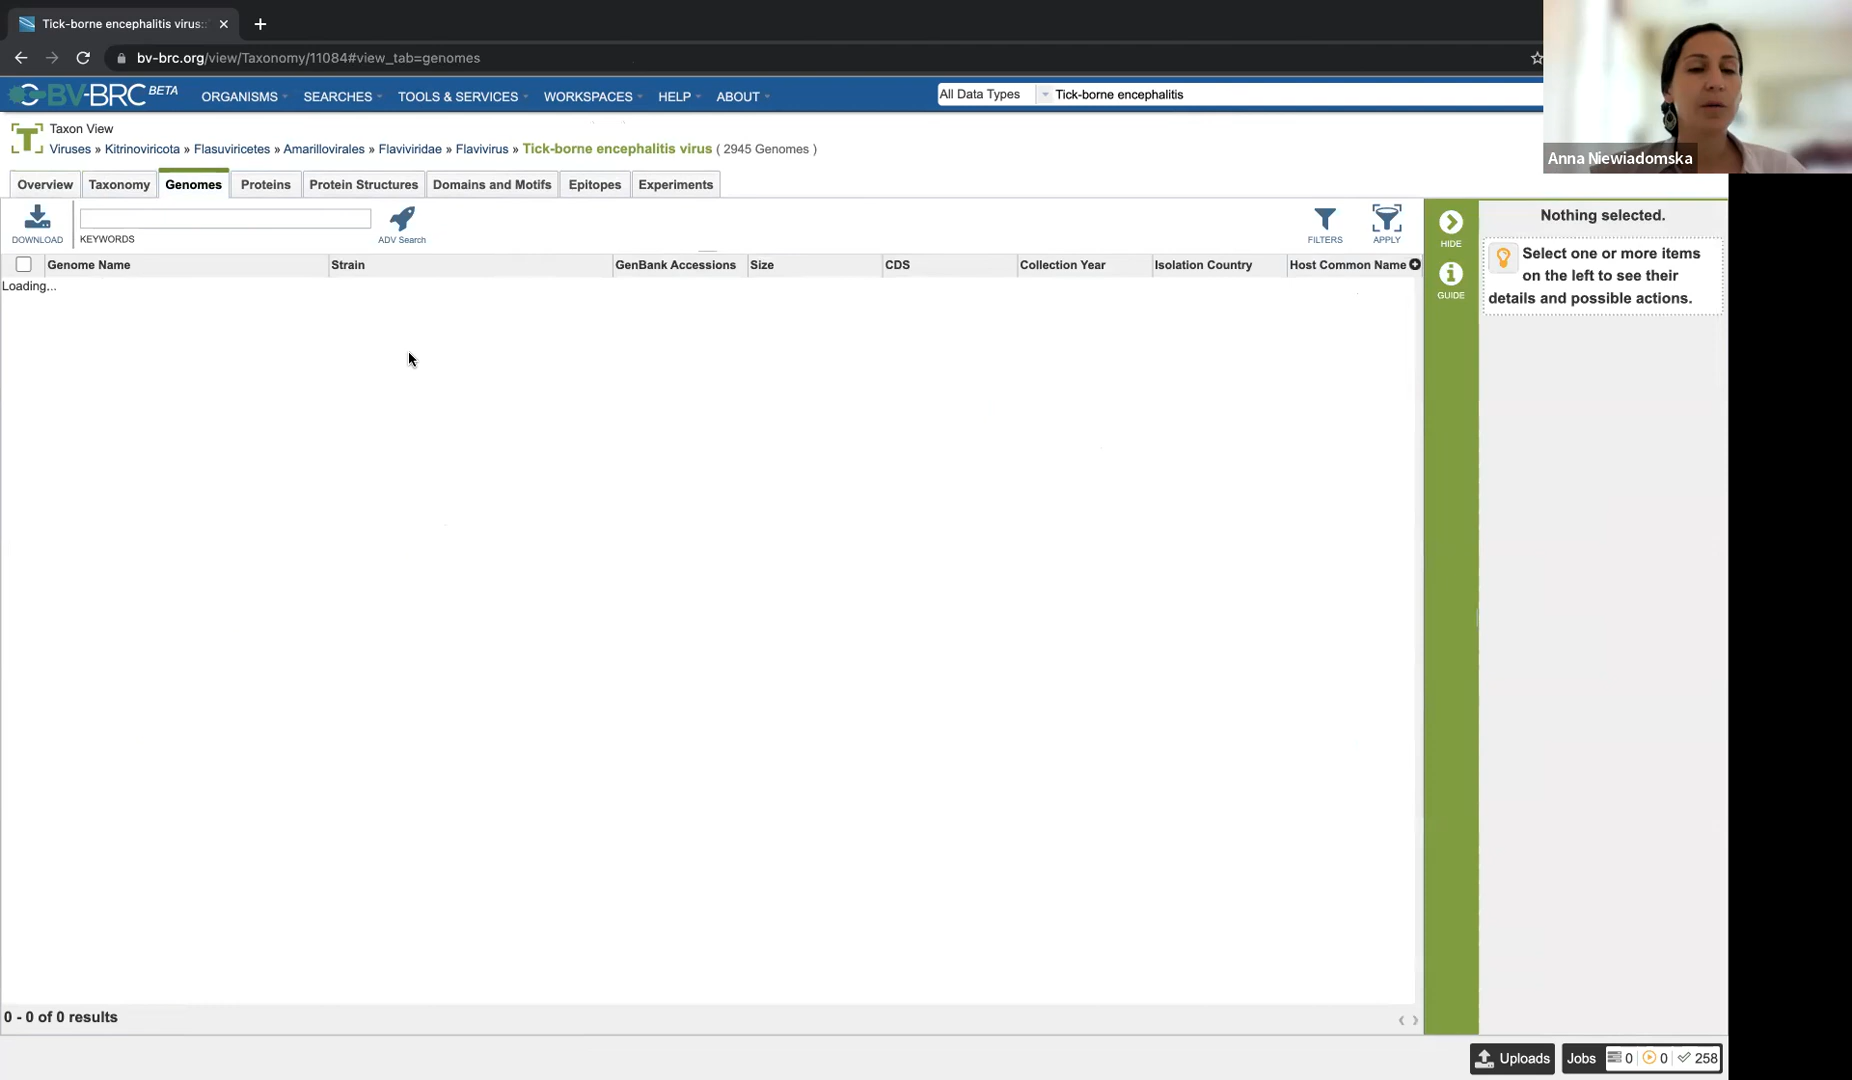 Tick-borne encephalitis virus::
bv-brc.org/view/Taxonomy/11084#view_tab=genomes
BV-BRC BETA
ORGANISMS SEARCHES TOOLS & SERVICES WORKSPACES HELP ABOUT
All Data Types Tick-borne encephalitis
Anna Niewiadomska
Taxon View
Viruses » Kitrinoviricota » Flasuviricetes » Amarillovirales » Flaviviridae » Flavivirus » Tick-borne encephalitis virus ( 2945 Genomes )
Overview Taxonomy Genomes Proteins Protein Structures Domains and Motifs Epitopes Experiments
DOWNLOAD KEYWORDS ADV Search FILTERS APPLY HIDE
GUIDE
Genome Name Strain GenBank Accessions Size CDS Collection Year Isolation Country Host Common Name
Loading...
Nothing selected.
Select one or more items
on the left to see their
details and possible actions.
0 - 0 of 0 results
Uploads Jobs 0 0 258